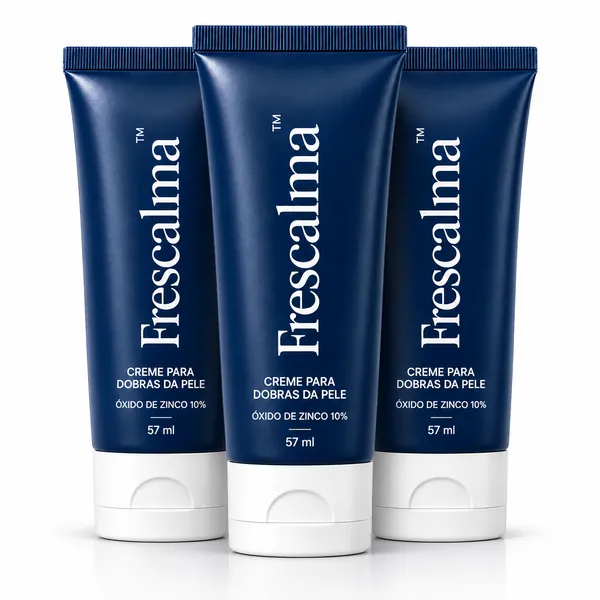 Frescalma™
CREME PARA
DOBRAS DA PELE
ÓXIDO DE ZINCO 10%
57 ml
Frescalma™
CREME PARA
DOBRAS DA PELE
ÓXIDO DE ZINCO 10%
57 ml
Frescalma™
CREME PARA
DOBRAS DA PELE
ÓXIDO DE ZINCO 10%
57 ml